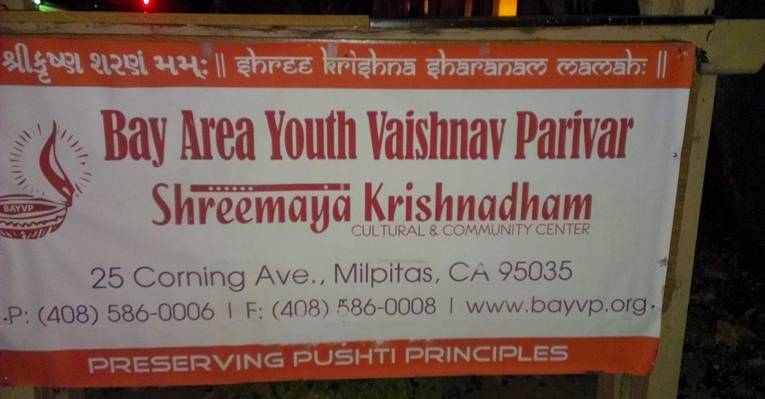 શ્રીકૃષ્ણ શરણં મમ: || shree krishna sharanam mamah: ||
Bay Area Youth Vaishnav Parivar
BAYVP
Shreemaya Krishnadham
CULTURAL & COMMUNITY CENTER
25 Corning Ave., Milpitas, CA 95035
P: (408) 586-0006 | F: (408) 586-0008 | www.bayvp.org
PRESERVING PUSHTI PRINCIPLES